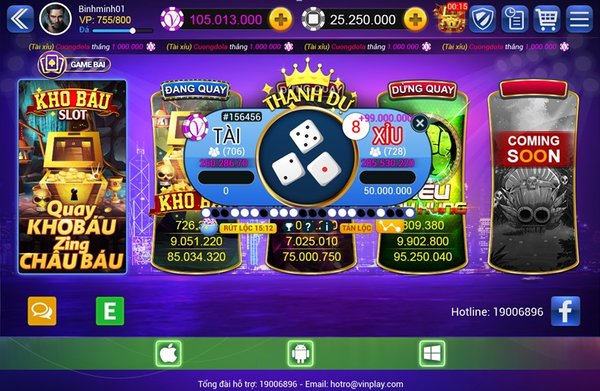 Binhminh01
VP: 755/800
Đá
105.013.000
25.250.000
00:15
(Tài xỉu) Cuongdola thắng 1.000.000
(Tài xỉu) Cuongdola thắng 1.000.000
(Tài xỉu) Cuongdola thắng 1.000.000
(Tài xỉu) Cuongdola thắng 1.000.000
GAME BÀI
KHO BÁU
SLOT
Quay
KHOBÁU
Zing
CHÂU BÁU
ĐANG QUAY
THÁNH DỰ
DỪNG QUAY
#156456
+99.000.000
TÀI
8
XỈU
(706)
(728)
0
50.000.000
KHO BÁU
RÚT LỘC 15:12
TÁN LỘC
9.051.220
7.025.010
9.902.800
85.034.220
75.000.750
95.250.040
COMING
SOON
E
Hotline: 19006896
Tổng đài hỗ trợ: 19006896 - Email: hotro@vinplay.com